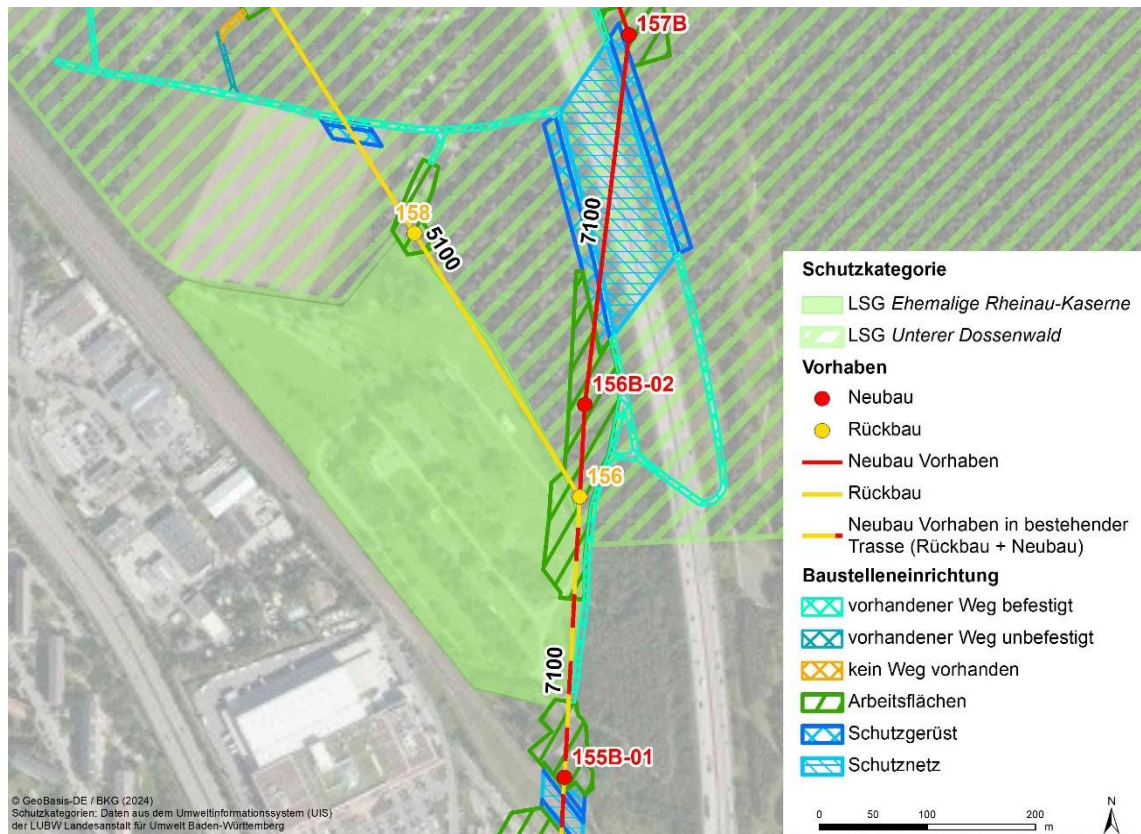 157B
158
5100
7100
156B-02
156
7100
155B-01
Schutzkategorie
LSG Ehemalige Rheinau-Kaserne
LSG Unterer Dossenwald
Vorhaben
Neubau
Rückbau
Neubau Vorhaben
Rückbau
Neubau Vorhaben in bestehender
Trasse (Rückbau + Neubau)
Baustelleneinrichtung
vorhandener Weg befestigt
vorhandener Weg unbefestigt
kein Weg vorhanden
Arbeitsflächen
Schutzgerüst
Schutznetz
0 50 100 200
m
N
© GeoBasis-DE / BKG (2024)
Schutzkategorien: Daten aus dem Umweltinformationssystem (UIS)
der LUBW Landesanstalt für Umwelt Baden-Württemberg